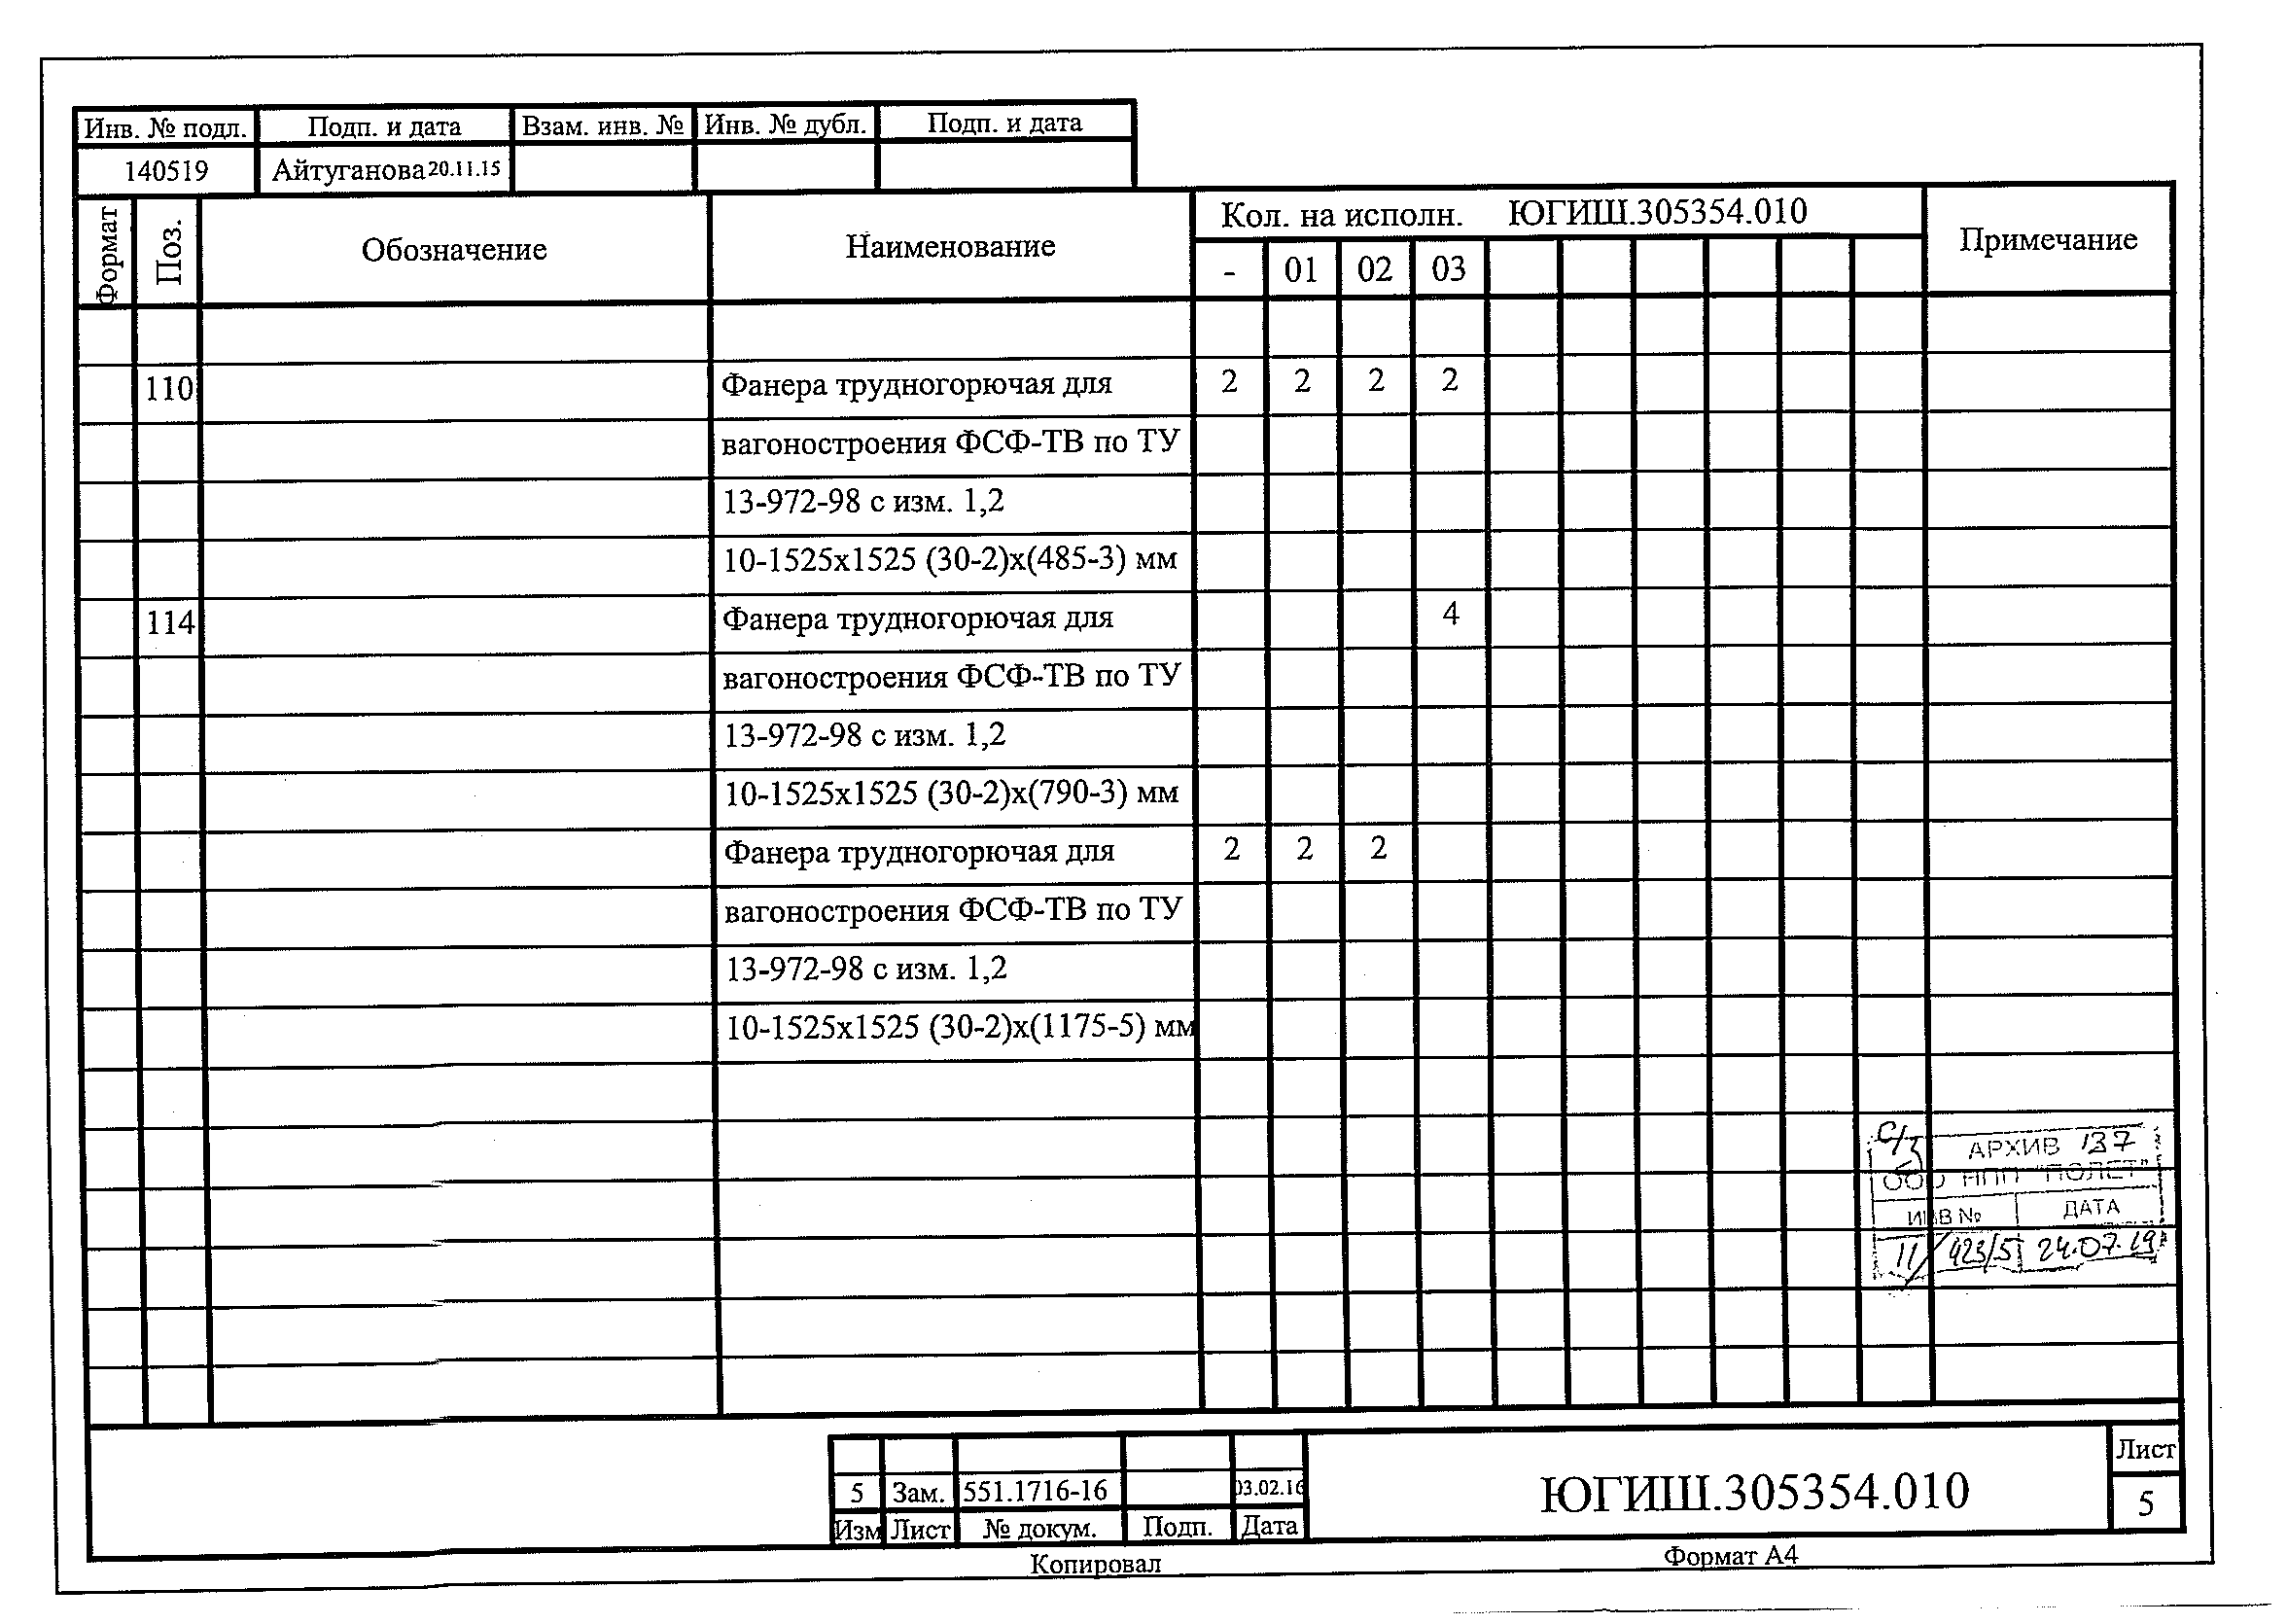 Инв. № подл. Подп. и дата Взам. инв. № Инв. № дубл. Подп. и дата
140519 Айтуганова 20.11.15
Формат Поз. Обозначение Наименование Кол. на исполн. ЮГИШ.305354.010 Примечание
- 01 02 03
110 Фанера трудногорючая для 2 2 2 2
вагоностроения ФСФ-ТВ по ТУ
13-972-98 с изм. 1,2
10-1525х1525 (30-2)х(485-3) мм
114 Фанера трудногорючая для 4
вагоностроения ФСФ-ТВ по ТУ
13-972-98 с изм. 1,2
10-1525х1525 (30-2)х(790-3) мм
Фанера трудногорючая для 2 2 2
вагоностроения ФСФ-ТВ по ТУ
13-972-98 с изм. 1,2
10-1525х1525 (30-2)х(1175-5) мм
АРХИВ 137
ООО НПП "ПОЛЕТ"
ИНВ № ДАТА
11/423/5 24.07.19
5 Зам. 551.1716-16 03.02.16
Изм Лист № докум. Подп. Дата
ЮГИШ.305354.010
Лист
5
Копировал Формат А4